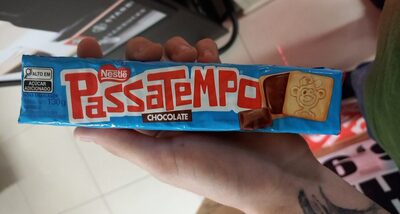 ALTO EM
AÇÚCAR
ADICIONADO
Nestlé
PASSATEMPO
CHOCOLATE
130g